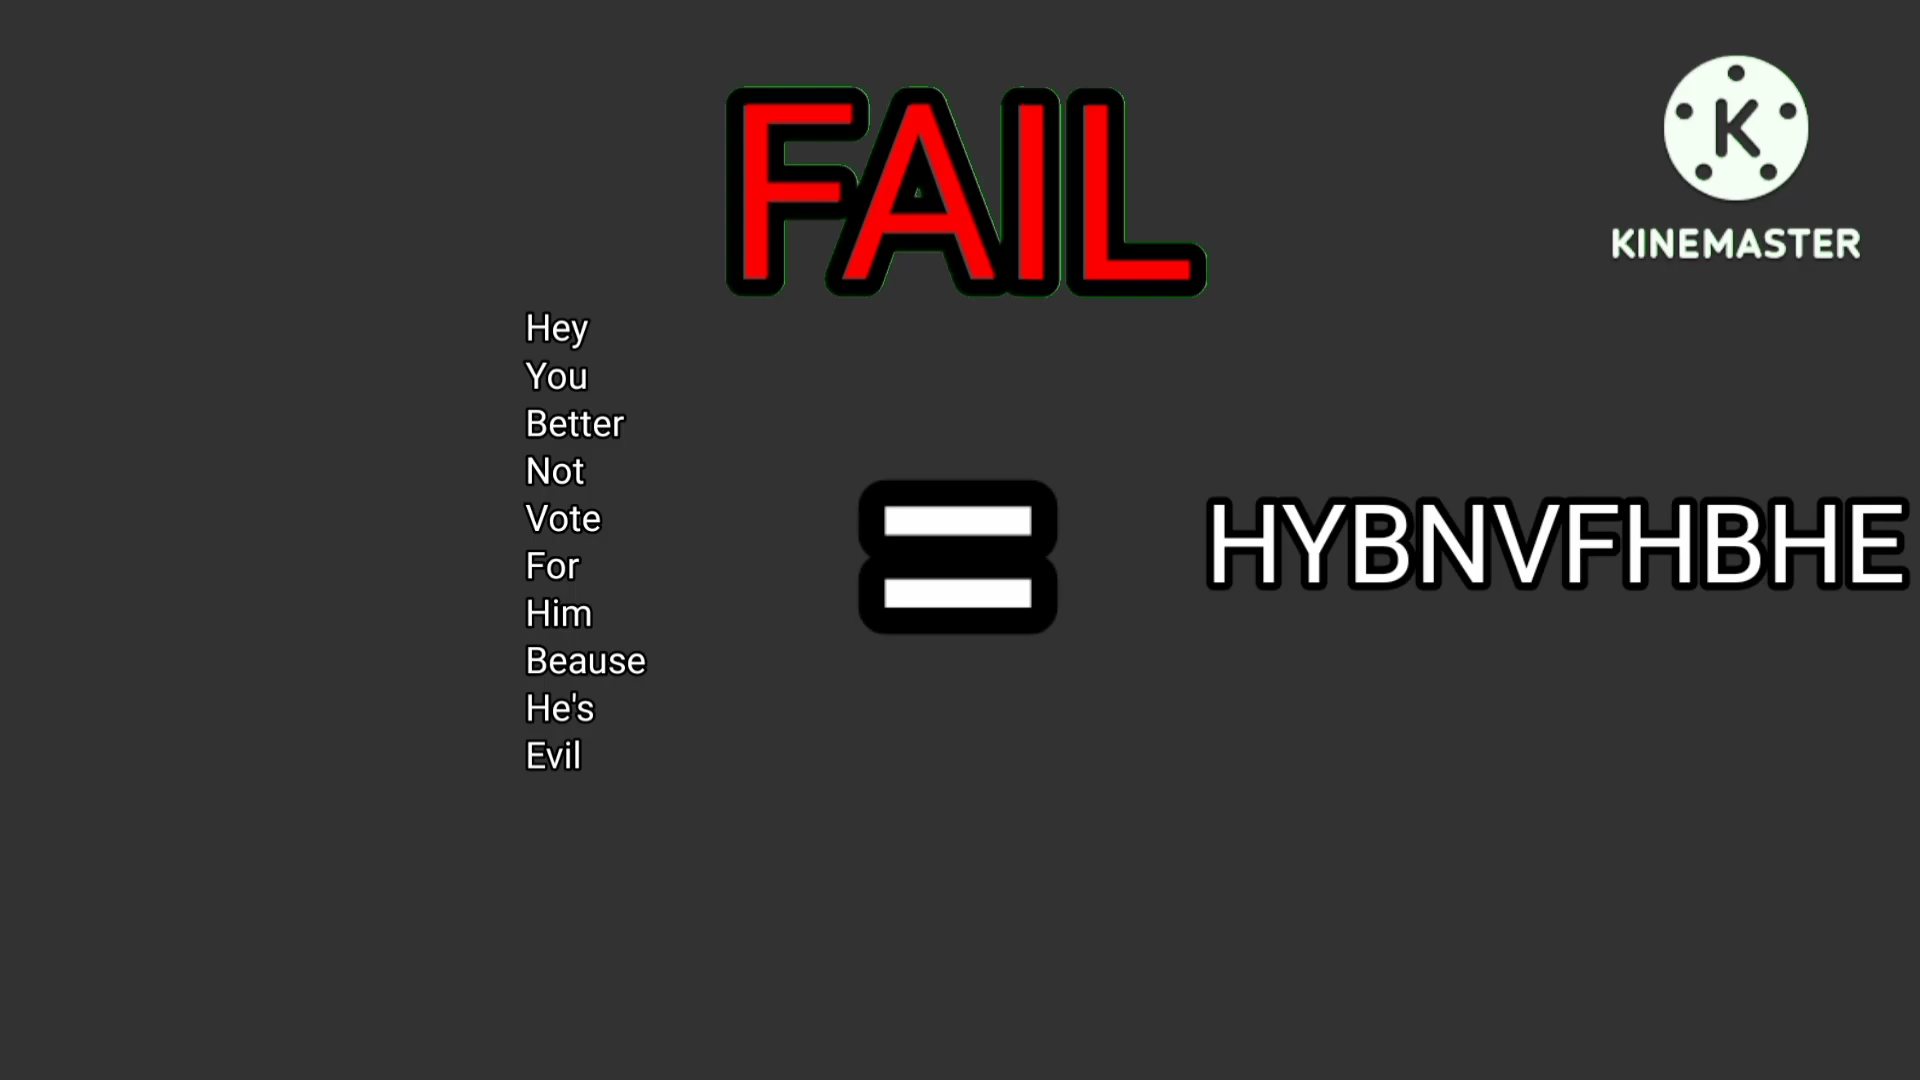 FAIL
K
KINEMASTER
Hey
You
Better
Not
Vote
For
Him
Beause
He's
Evil
=
HYBNVFHBHE